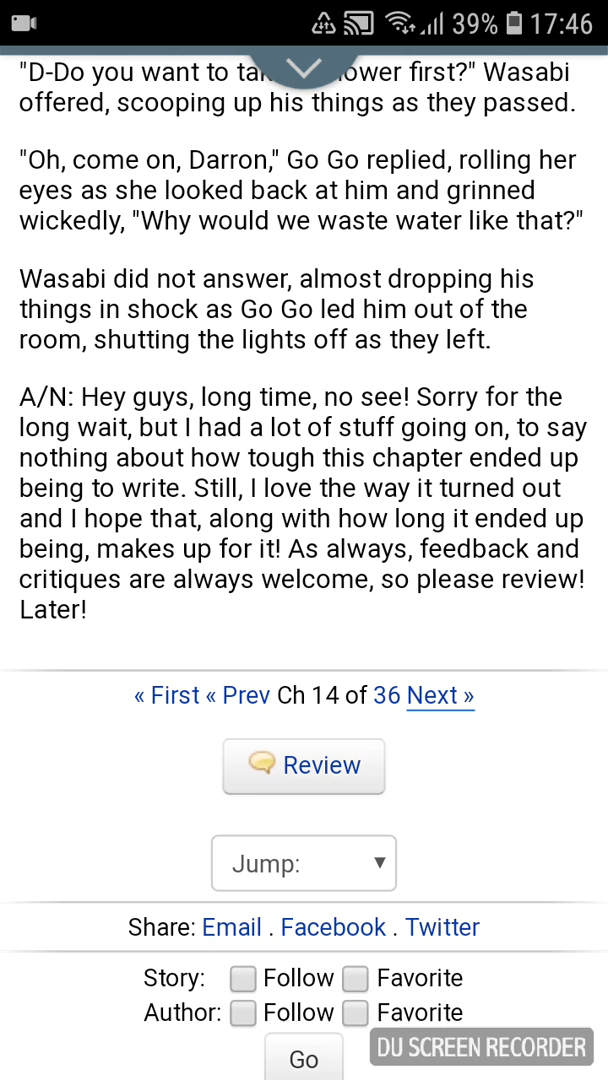 39% 17:46
"D-Do you want to ta ower first?" Wasabi
offered, scooping up his things as they passed.
"Oh, come on, Darron," Go Go replied, rolling her
eyes as she looked back at him and grinned
wickedly, "Why would we waste water like that?"
Wasabi did not answer, almost dropping his
things in shock as Go Go led him out of the
room, shutting the lights off as they left.
A/N: Hey guys, long time, no see! Sorry for the
long wait, but I had a lot of stuff going on, to say
nothing about how tough this chapter ended up
being to write. Still, I love the way it turned out
and I hope that, along with how long it ended up
being, makes up for it! As always, feedback and
critiques are always welcome, so please review!
Later!
« First « Prev Ch 14 of 36 Next »
Review
Jump:
Share: Email . Facebook . Twitter
Story: Follow Favorite
Author: Follow Favorite
Go
DU SCREEN RECORDER